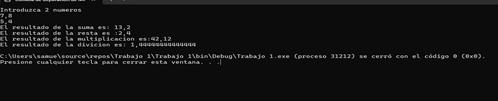 Introduzca 2 numeros
7,8
5,4
El resultado de la suma es: 13,2
El resultado de la resta es :2,4
El resultado de la multiplicacion es:42,12
El resultado de la divicion es: 1,44444444444444
C:\Users\samue\source\repos\Trabajo 1\Trabajo 1\bin\Debug\Trabajo 1.exe (proceso 31212) se cerró con el código 0 (0x0).
Presione cualquier tecla para cerrar esta ventana. . .